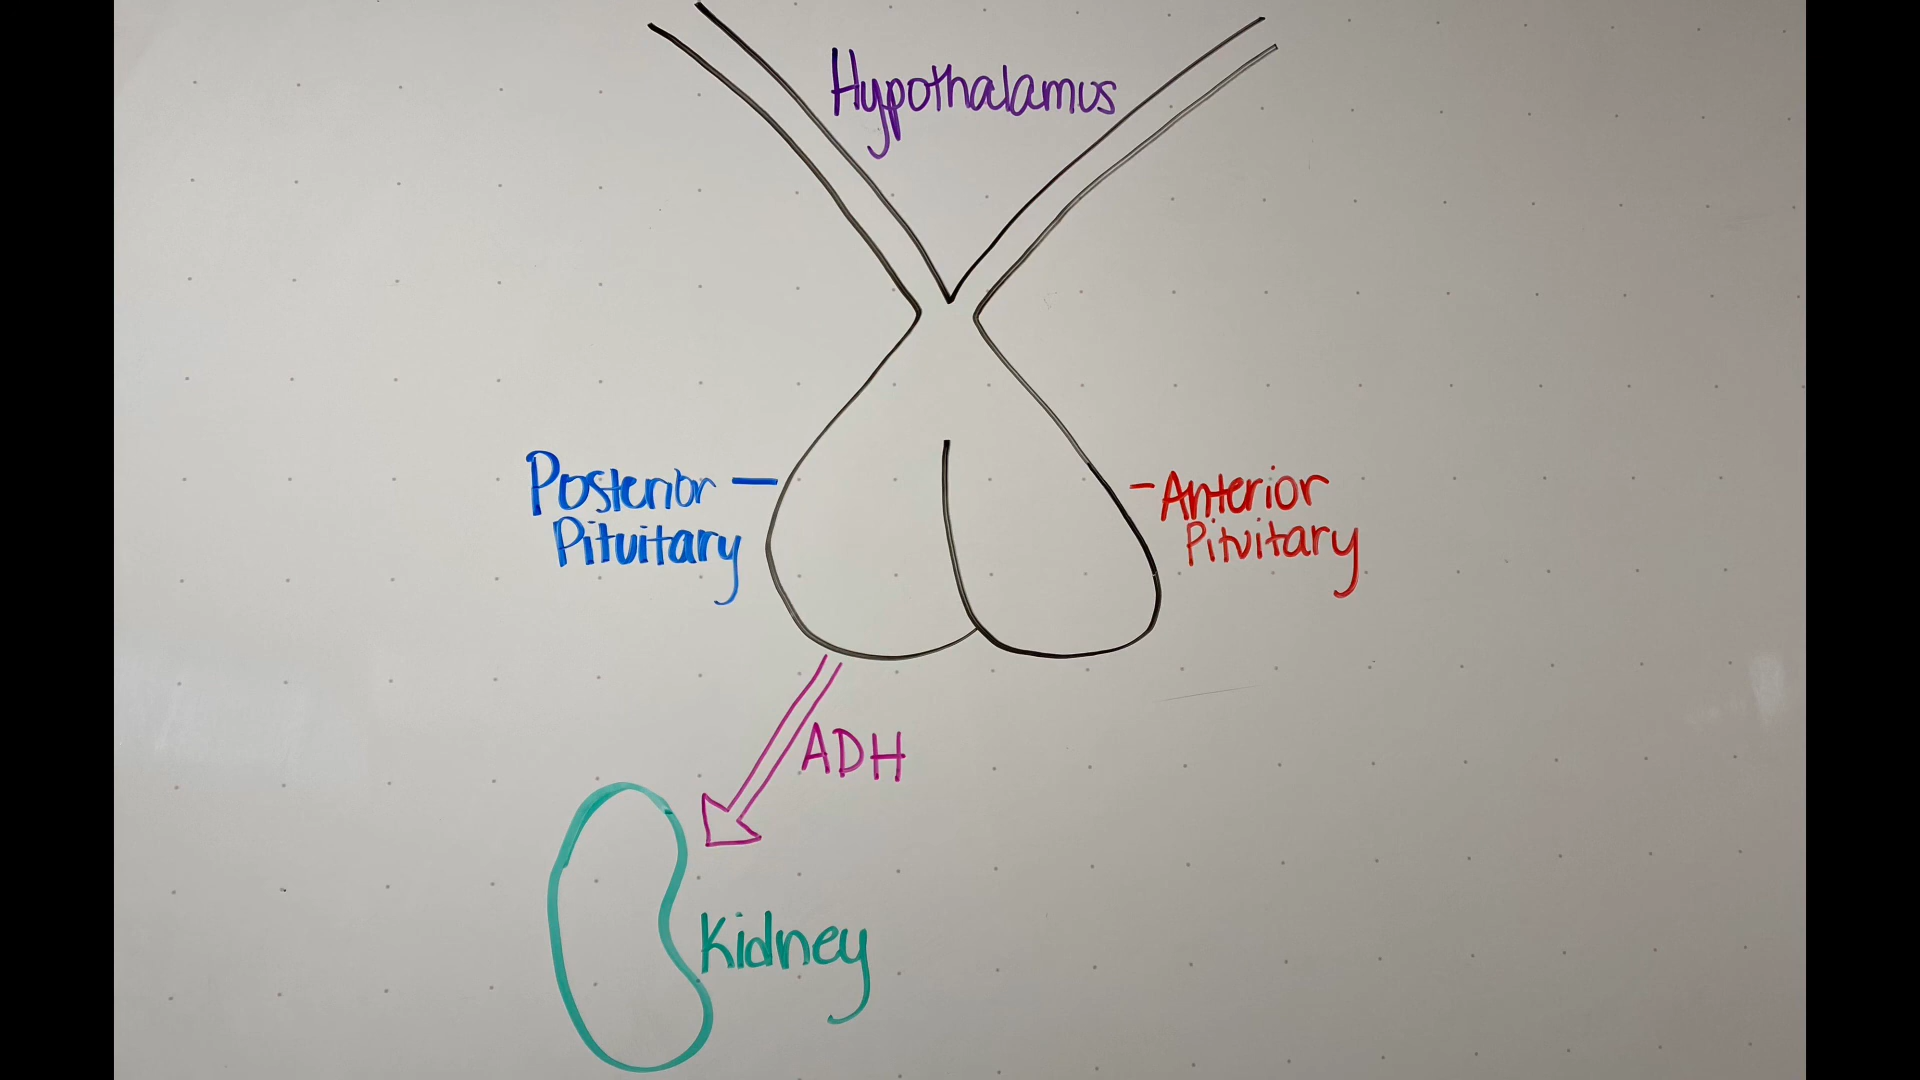 Hypothalamus
Posterior
Pituitary
Anterior
Pituitary
ADH
Kidney